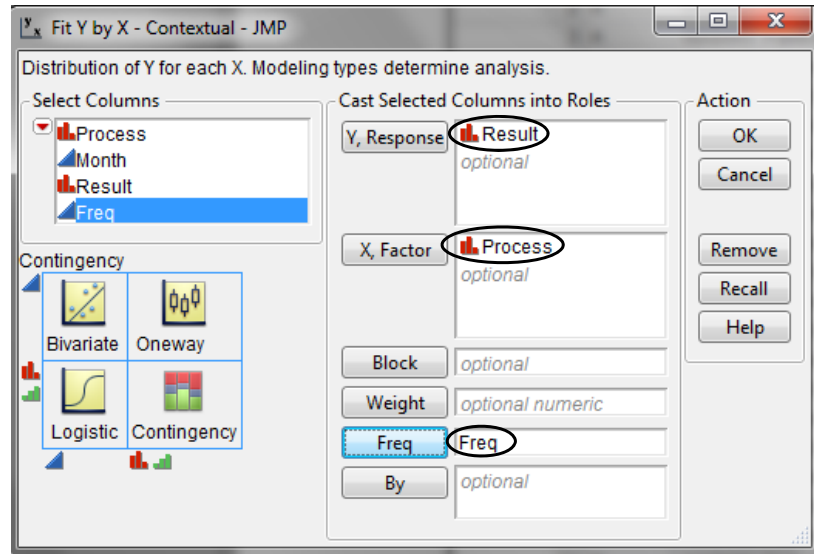 Fit Y by X - Contextual - JMP
Distribution of Y for each X. Modeling types determine analysis.
Select Columns
Process
Month
Result
Freq
Contingency
Bivariate
Oneway
Logistic
Contingency
Cast Selected Columns into Roles
Y, Response
Result
optional
X, Factor
Process
optional
Block
optional
Weight
optional numeric
Freq
Freq
By
optional
Action
OK
Cancel
Remove
Recall
Help